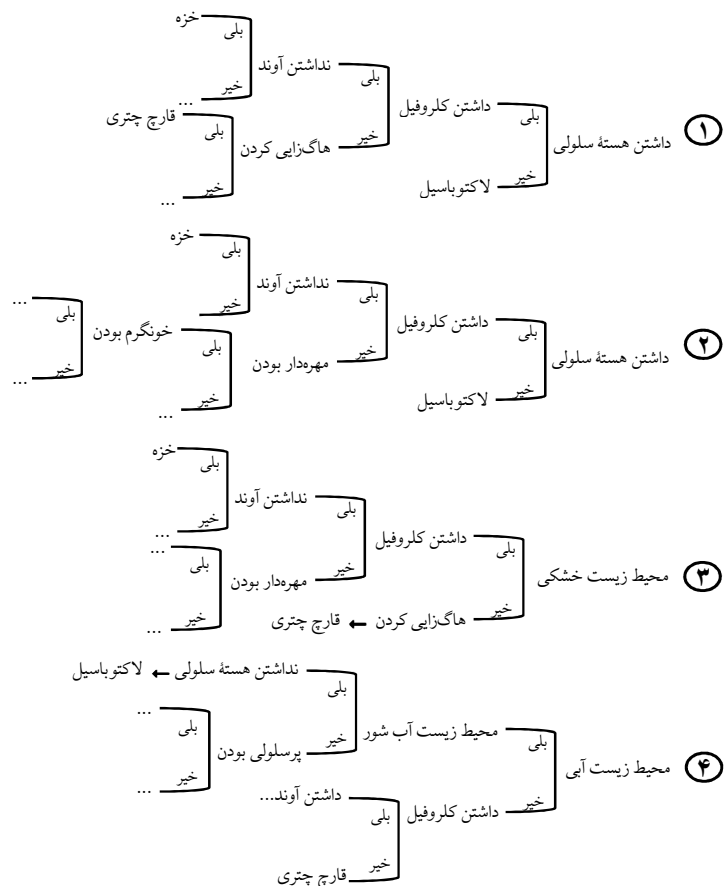 ۱
داشتن هستهٔ سلولی
بلی
داشتن کلروفیل
بلی
نداشتن آوند
بلی
خزه
خیر
...
خیر
هاگ‌زایی کردن
بلی
قارچ چتری
خیر
...
خیر
لاکتوباسیل
۲
داشتن هستهٔ سلولی
بلی
داشتن کلروفیل
بلی
نداشتن آوند
بلی
خزه
خیر
خیر
مهره‌دار بودن
بلی
خونگرم بودن
بلی
...
خیر
...
خیر
...
خیر
لاکتوباسیل
۳
محیط زیست خشکی
بلی
داشتن کلروفیل
بلی
نداشتن آوند
بلی
خزه
خیر
...
خیر
مهره‌دار بودن
بلی
...
خیر
...
خیر
هاگ‌زایی کردن ← قارچ چتری
۴
محیط زیست آبی
بلی
محیط زیست آب شور
بلی
نداشتن هستهٔ سلولی ← لاکتوباسیل
خیر
پرسلولی بودن
بلی
...
خیر
...
خیر
داشتن کلروفیل
بلی
داشتن آوند...
خیر
قارچ چتری